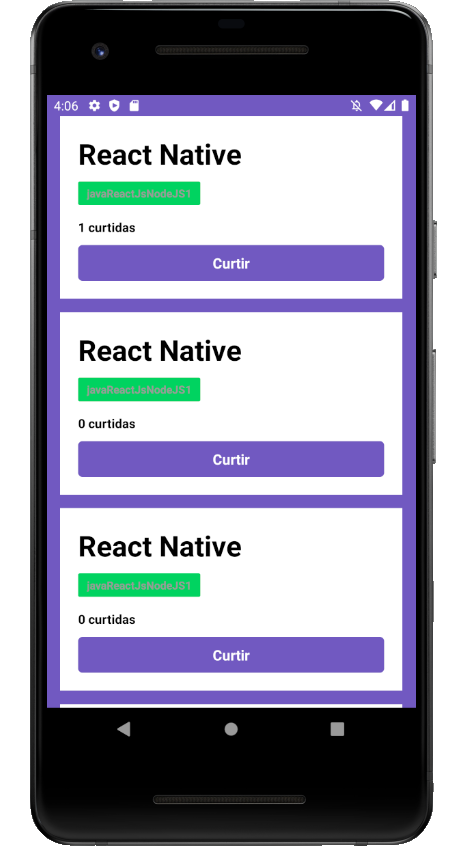 4:06
React Native
javaReactJsNodeJS1
1 curtidas
Curtir
React Native
javaReactJsNodeJS1
0 curtidas
Curtir
React Native
javaReactJsNodeJS1
0 curtidas
Curtir